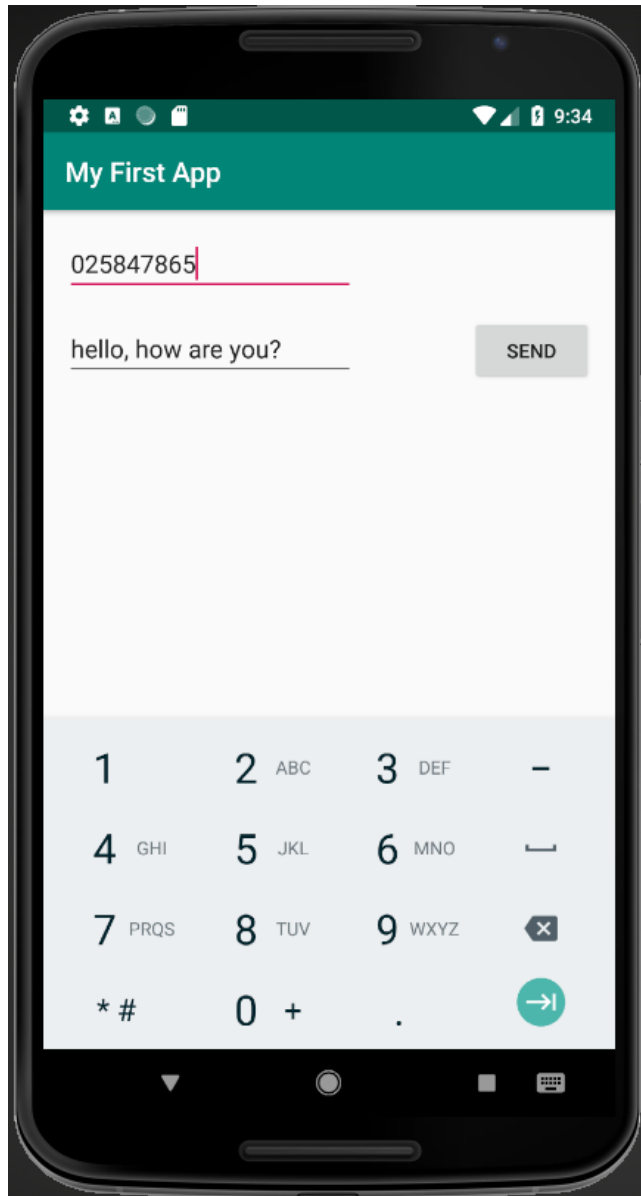 9:34
My First App
025847865
hello, how are you?
SEND
1 2 ABC 3 DEF -
4 GHI 5 JKL 6 MNO
7 PRQS 8 TUV 9 WXYZ
* # 0 + .